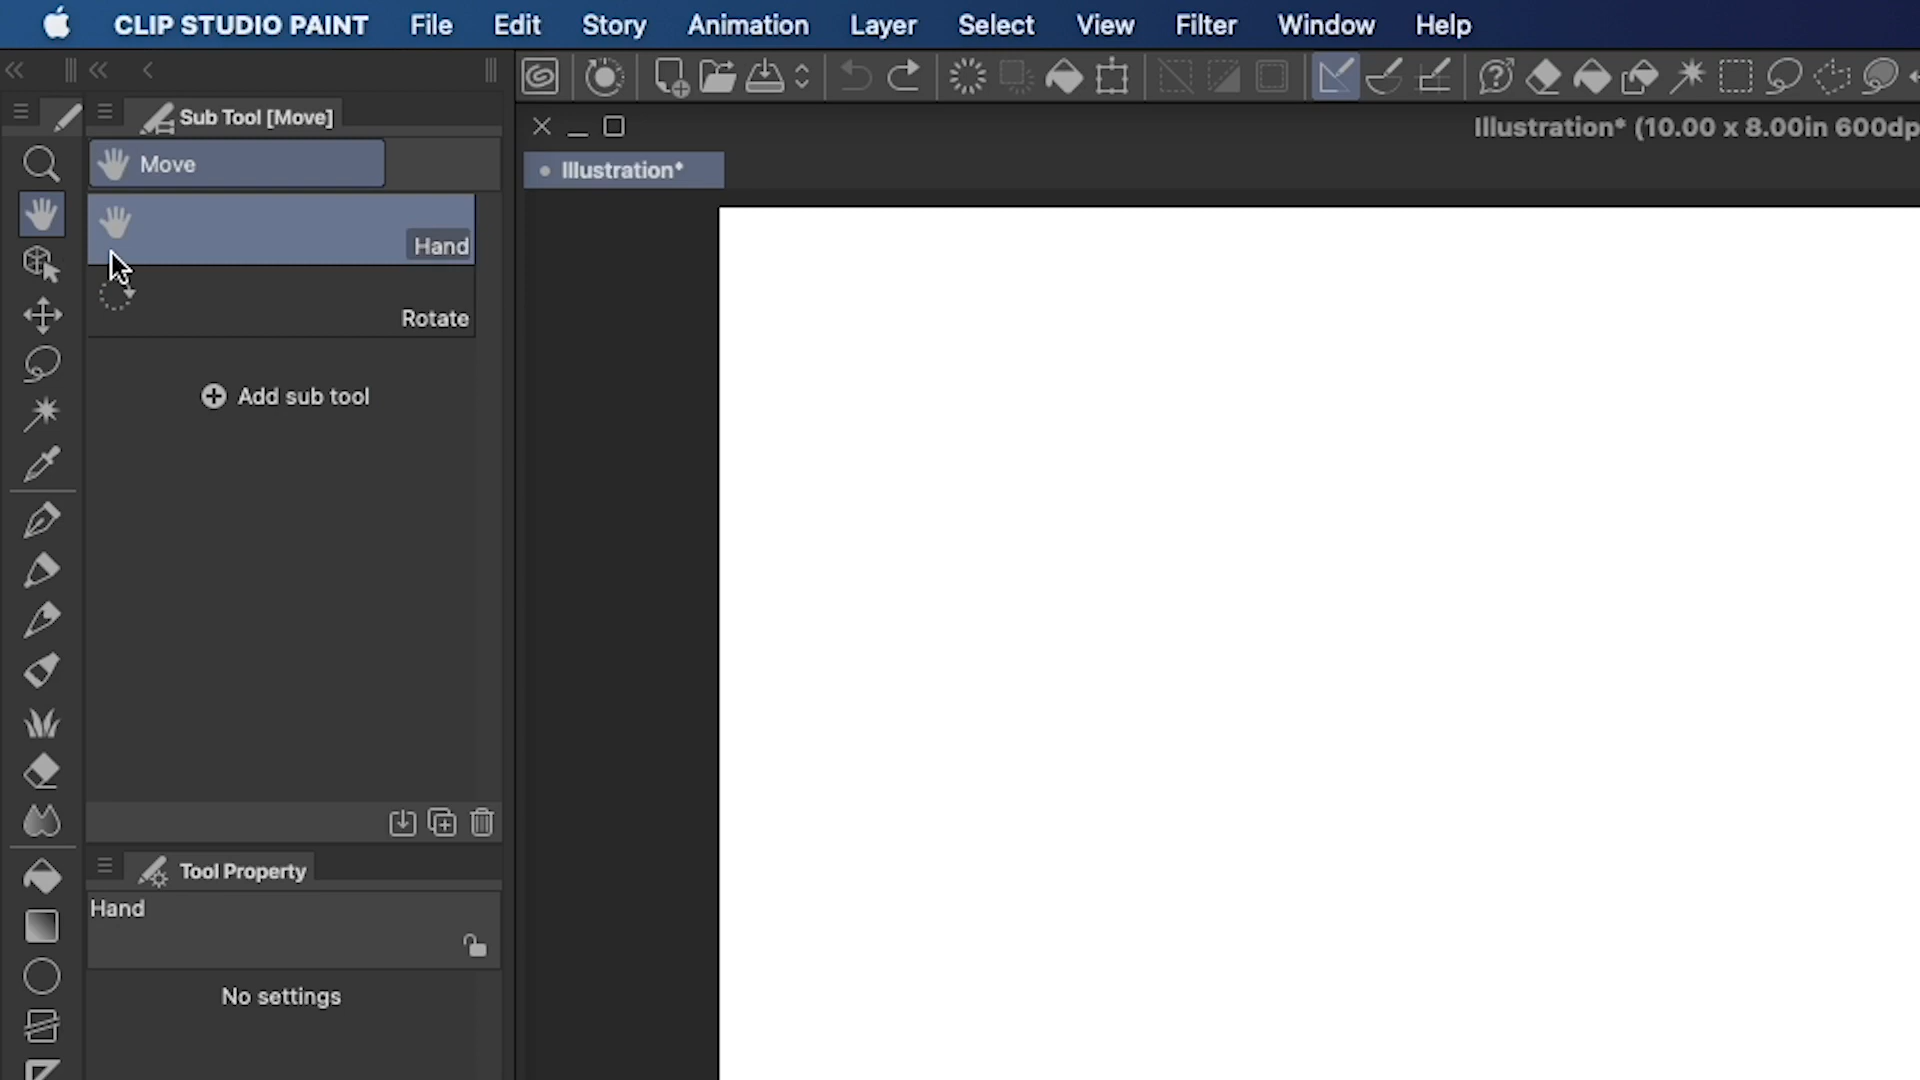 CLIP STUDIO PAINT File Edit Story Animation Layer Select View Filter Window Help
Sub Tool [Move]
Illustration* (10.00 x 8.00in 600dp
Move
Illustration*
Hand
Rotate
Add sub tool
Tool Property
Hand
No settings